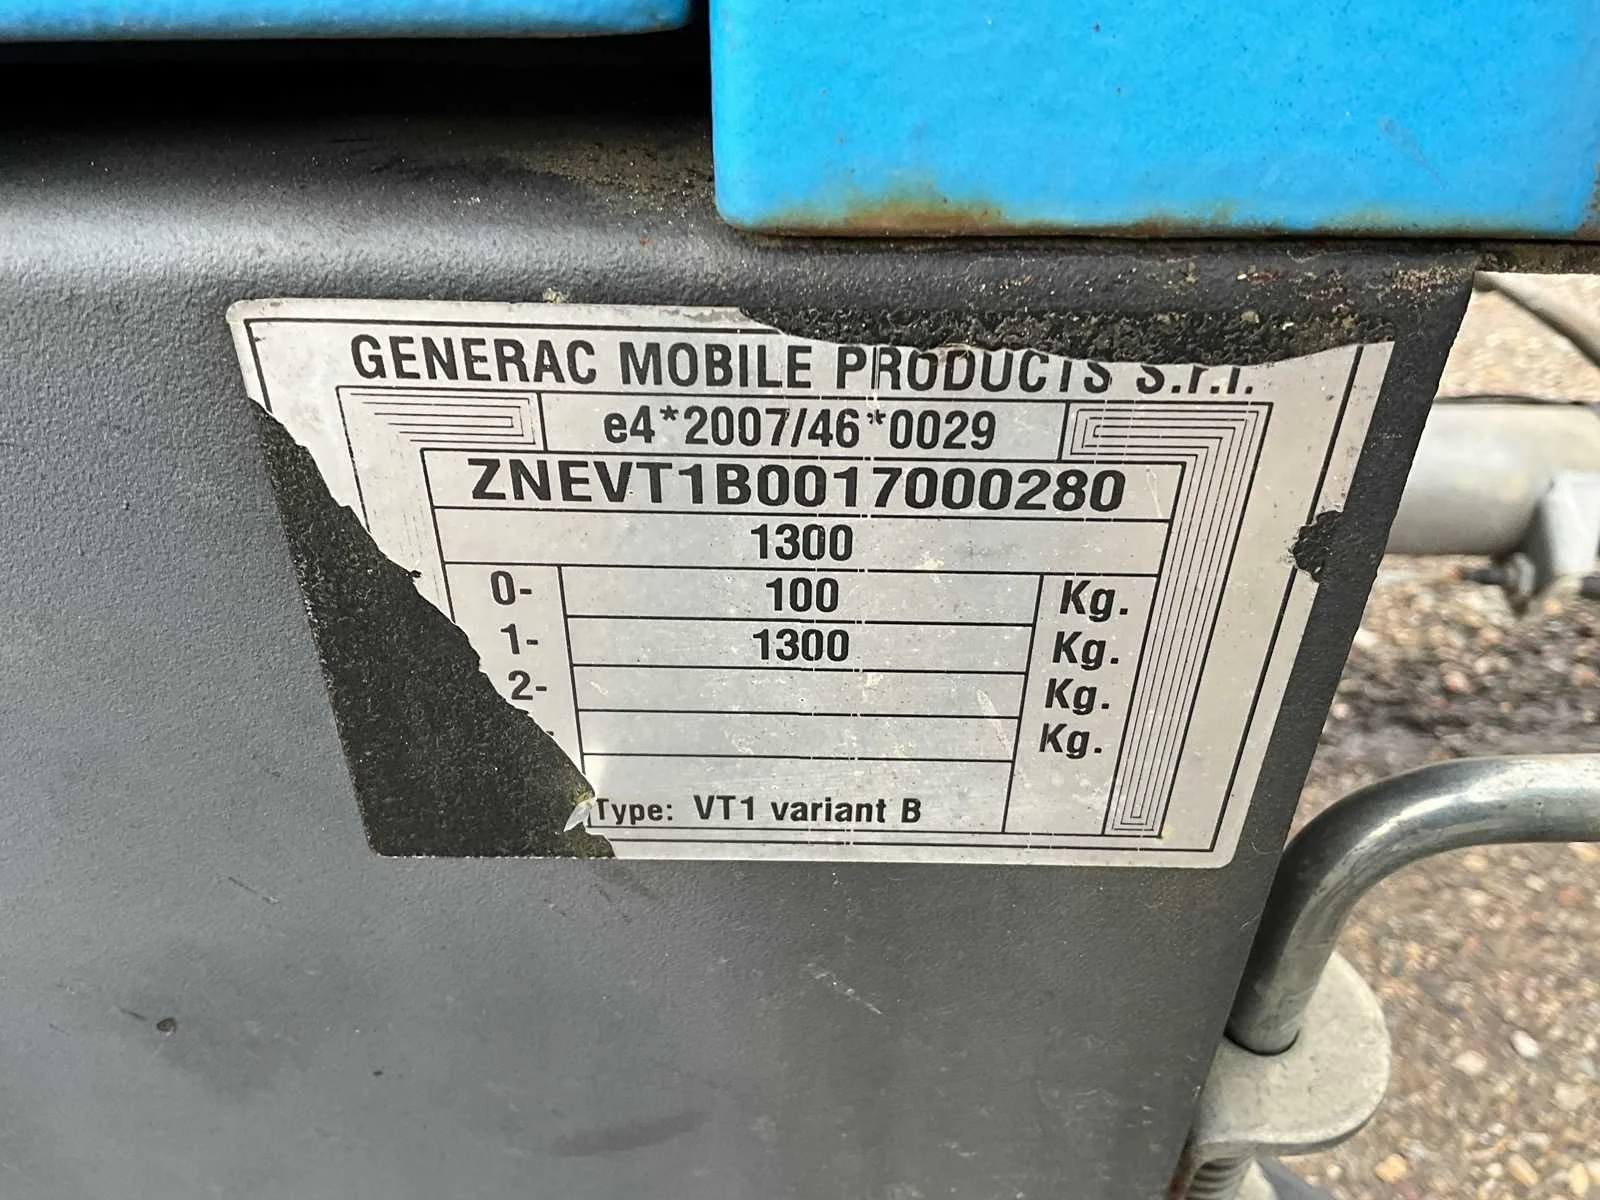 GENERAC MOBILE PRODUCTS S.r.l.
e4*2007/46*0029
ZNEVT1B0017000280
1300
0- 100 Kg.
1- 1300 Kg.
2- Kg.
- Kg.
Type: VT1 variant B